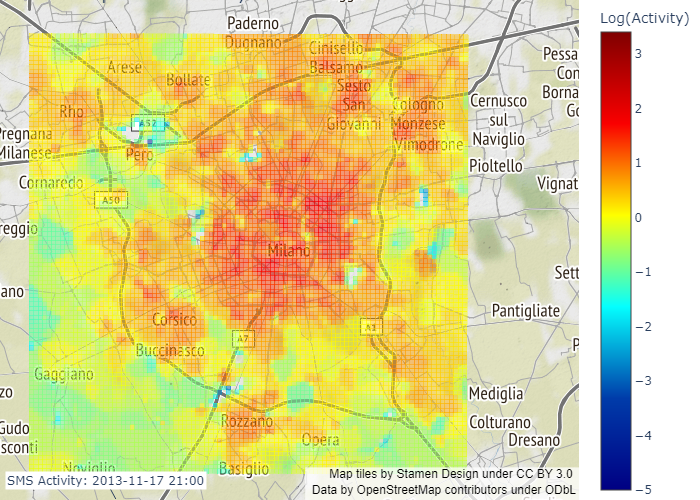 Log(Activity)
3
2
1
0
−1
−2
−3
−4
−5
Paderno
Dugnano
Cinisello
Balsamo
Arese
Bollate
Sesto
San
Giovanni
Pessa
Con
Borna
Go
Rho
A52
Cologno
Monzese
Cernusco
sul
Naviglio
Pregnana
Milanese
Pero
Vimodrone
Pioltello
Cornaredo
Vignat
A50
reggio
Milano
Sett
ano
Pantigliate
Corsico
A7
A1
Buccinasco
P
Gaggiano
zo
Mediglia
Rozzano
Colturano
Gudo
sconti
Opera
Dresano
Noviglio
Basiglio
SMS Activity: 2013-11-17 21:00
Map tiles by Stamen Design under CC BY 3.0
Data by OpenStreetMap contributors under ODbL